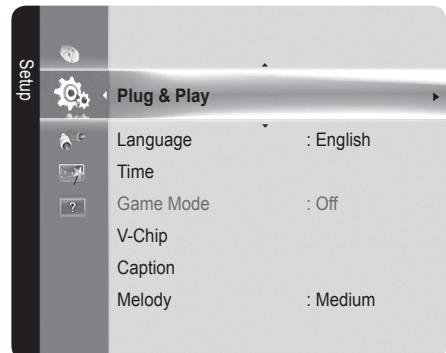 Setup
Plug & Play
Language : English
Time
Game Mode : Off
V-Chip
Caption
Melody : Medium
?